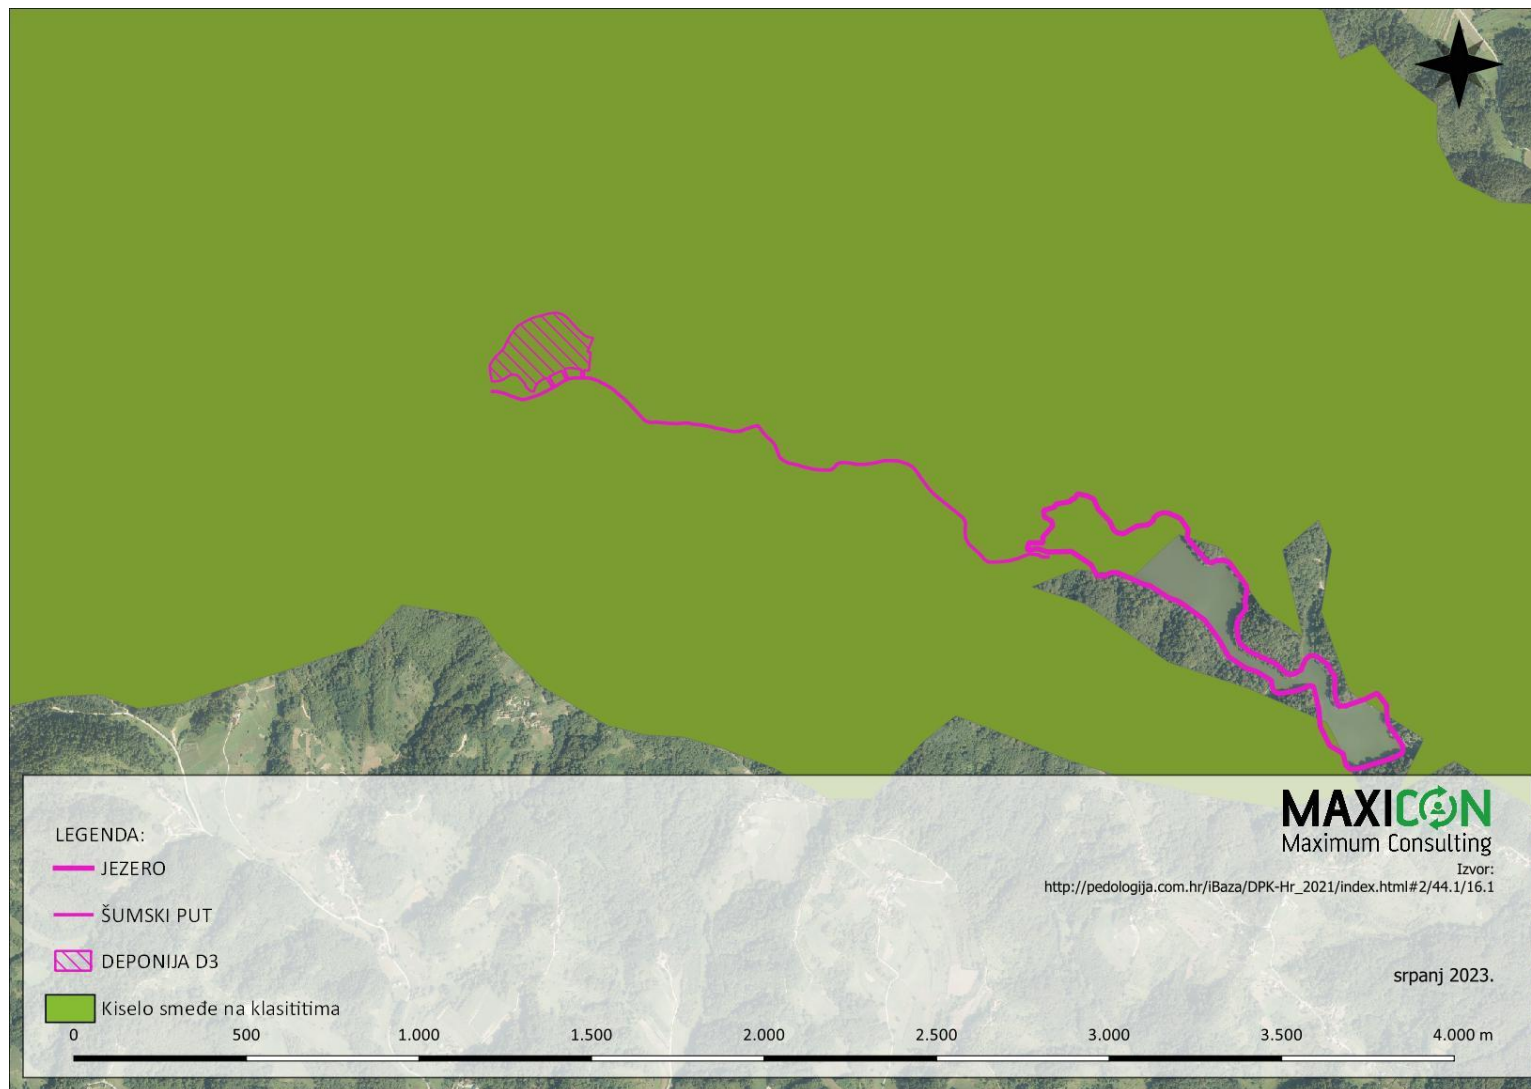 LEGENDA:
JEZERO
ŠUMSKI PUT
DEPONIJA D3
Kiselo smeđe na klasititima
MAXICON
Maximum Consulting
Izvor:
http://pedologija.com.hr/iBaza/DPK-Hr_2021/index.html#2/44.1/16.1
srpanj 2023.
0 500 1.000 1.500 2.000 2.500 3.000 3.500 4.000 m